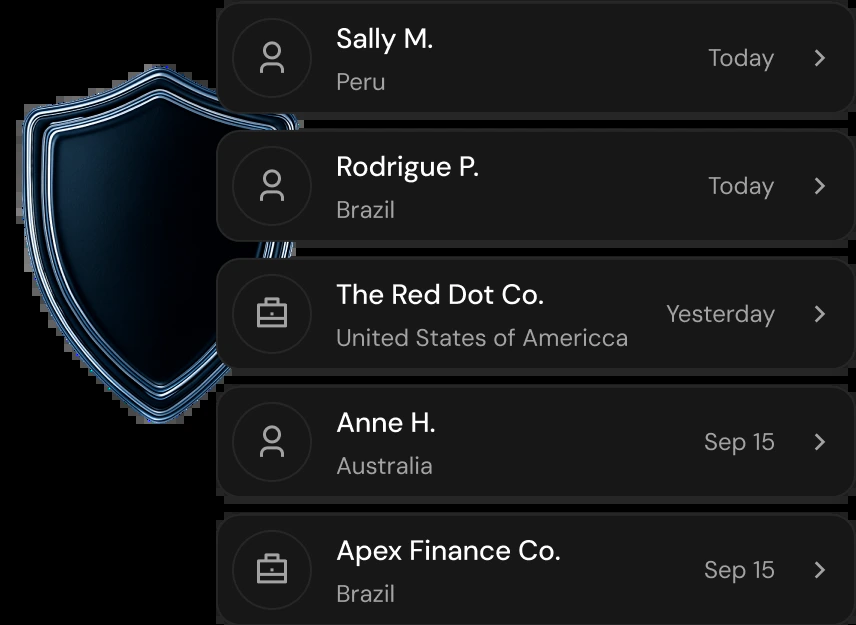 Sally M.
Peru
Today
Rodrigue P.
Brazil
Today
The Red Dot Co.
United States of Americca
Yesterday
Anne H.
Australia
Sep 15
Apex Finance Co.
Brazil
Sep 15